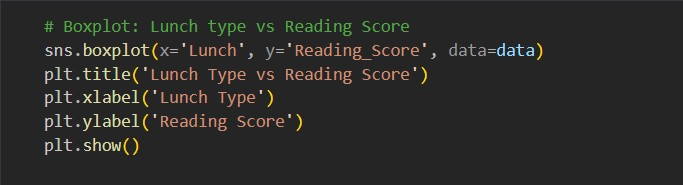 # Boxplot: Lunch type vs Reading Score
sns.boxplot(x='Lunch', y='Reading_Score', data=data)
plt.title('Lunch Type vs Reading Score')
plt.xlabel('Lunch Type')
plt.ylabel('Reading Score')
plt.show()